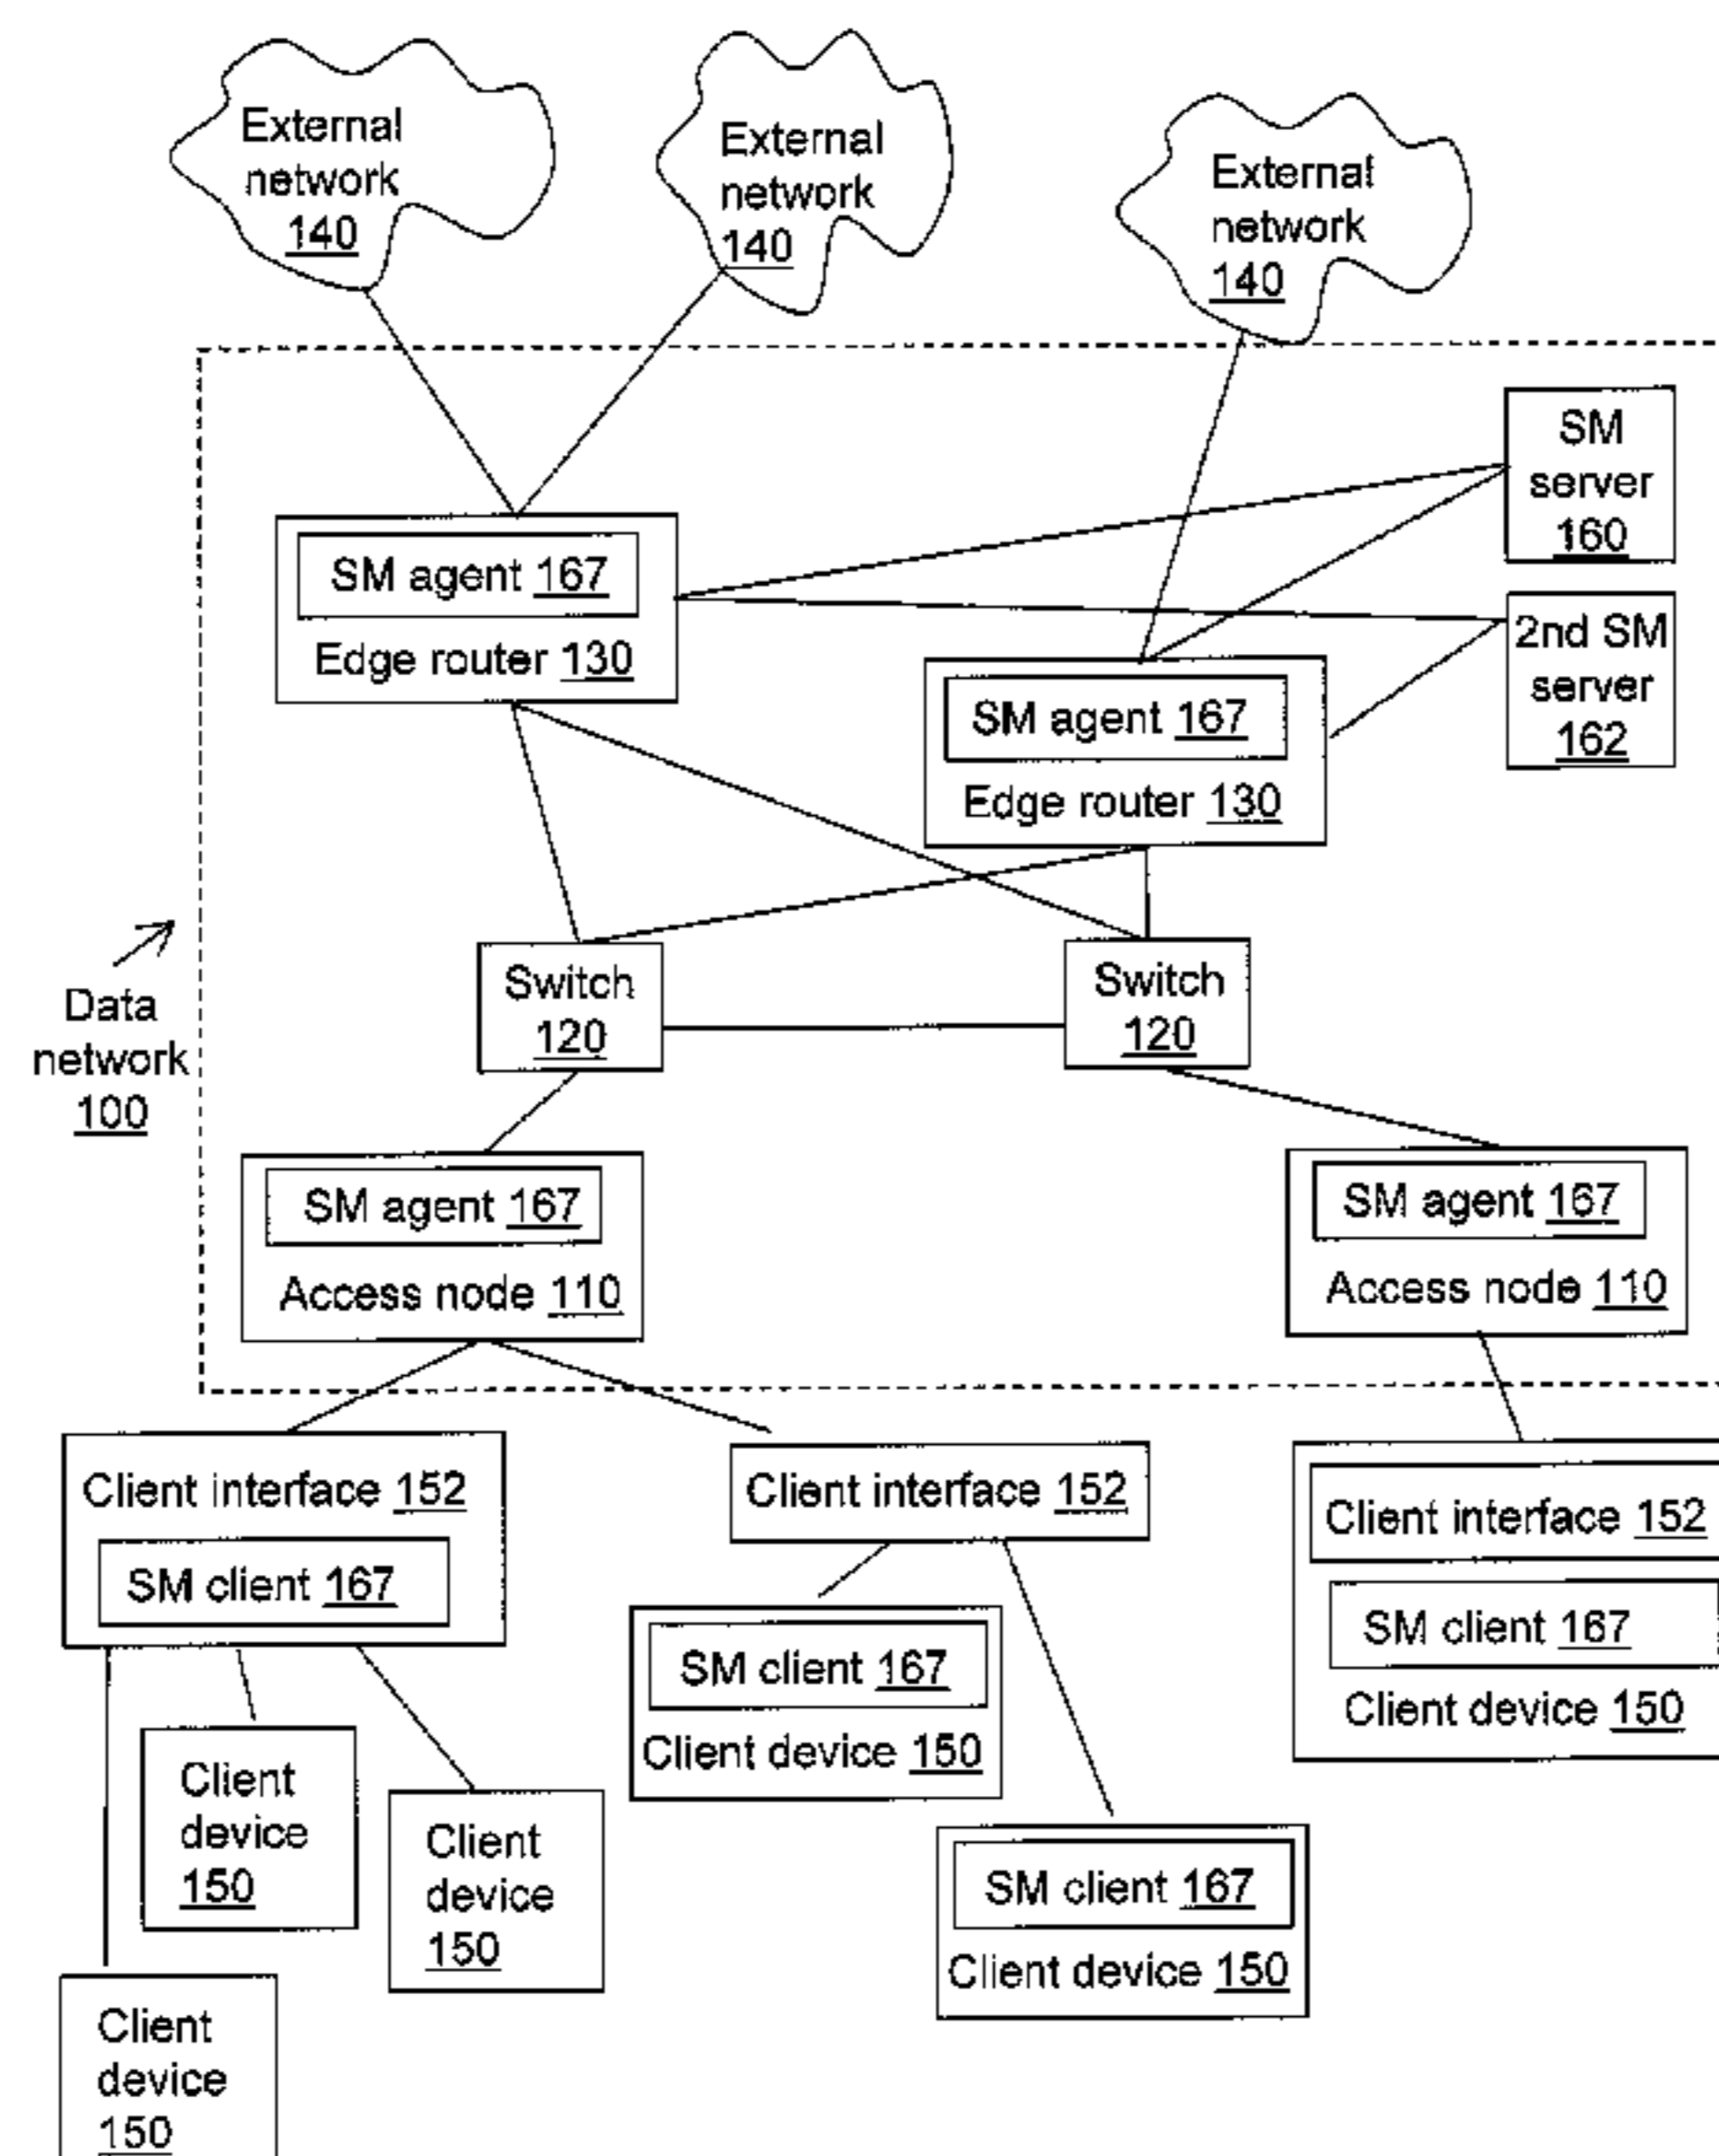 External
network
140
External
network
140
External
network
140
SM
server
160
SM agent 167
Edge router 130
2nd SM
server
162
SM agent 167
Edge router 130
Data
network
100
Switch
120
Switch
120
SM agent 167
Access node 110
SM agent 167
Access node 110
Client interface 152
SM client 167
Client interface 152
Client interface 152
SM client 167
Client device 150
SM client 167
Client device 150
Client
device
150
Client
device
150
SM client 167
Client device 150
Client
device
150